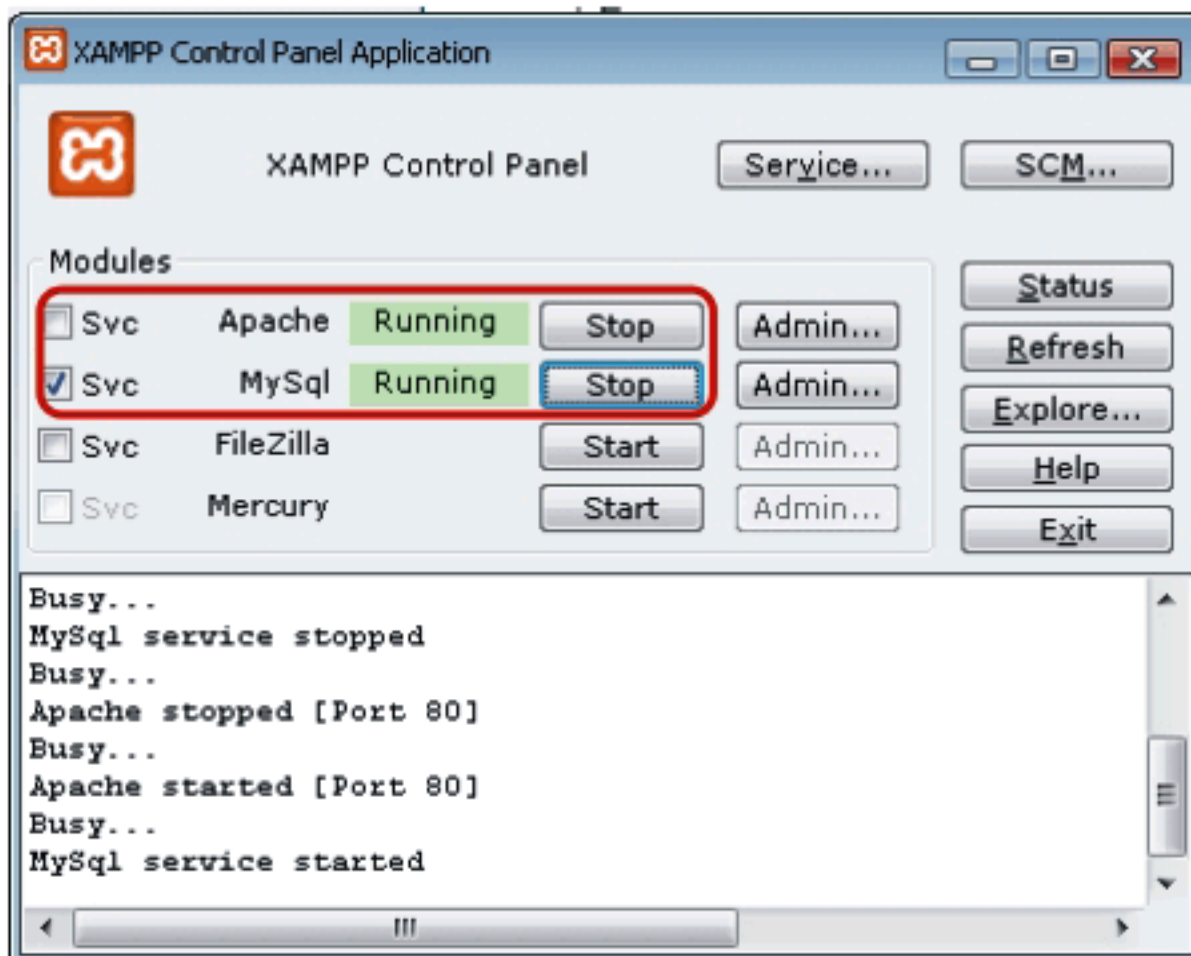 XAMPP Control Panel Application
XAMPP Control Panel Service... SCM...
Modules
Svc Apache Running Stop Admin... Status
Svc MySql Running Stop Admin... Refresh
Svc FileZilla Start Admin... Explore...
Svc Mercury Start Admin... Help
Exit
Busy...
MySql service stopped
Busy...
Apache stopped [Port 80]
Busy...
Apache started [Port 80]
Busy...
MySql service started